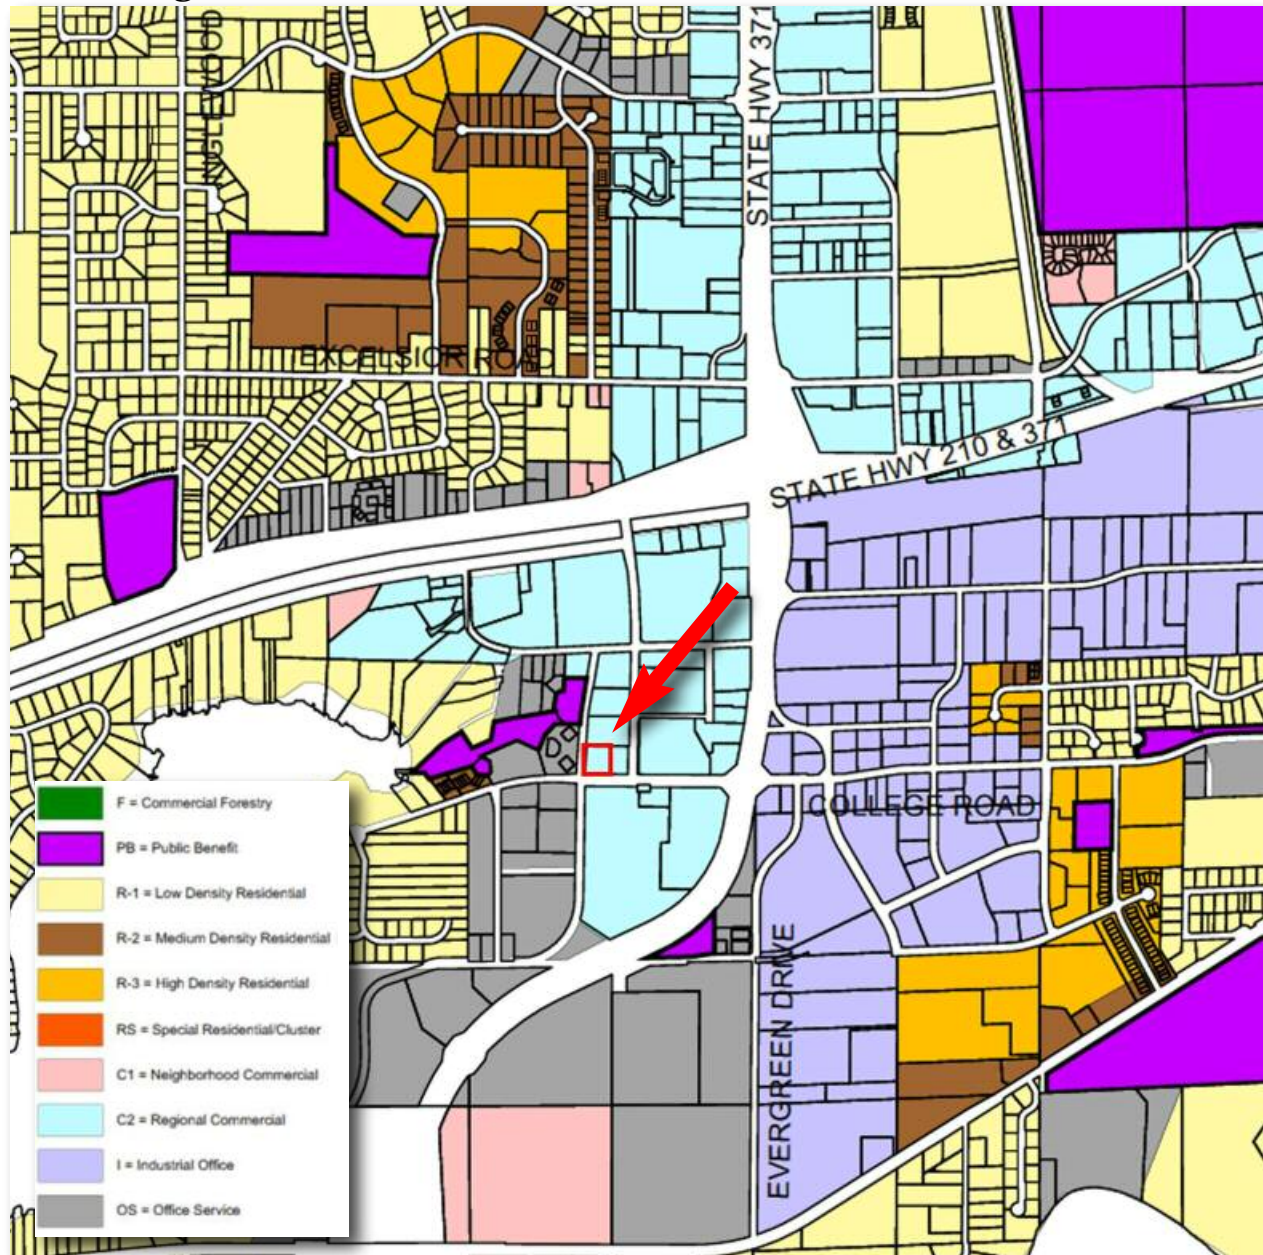 INGLEWOOD
STATE HWY 371
EXCELSIOR ROAD
STATE HWY 210 & 371
COLLEGE ROAD
EVERGREEN DRIVE
F = Commercial Forestry
PB = Public Benefit
R-1 = Low Density Residential
R-2 = Medium Density Residential
R-3 = High Density Residential
RS = Special Residential/Cluster
C1 = Neighborhood Commercial
C2 = Regional Commercial
I = Industrial Office
OS = Office Service